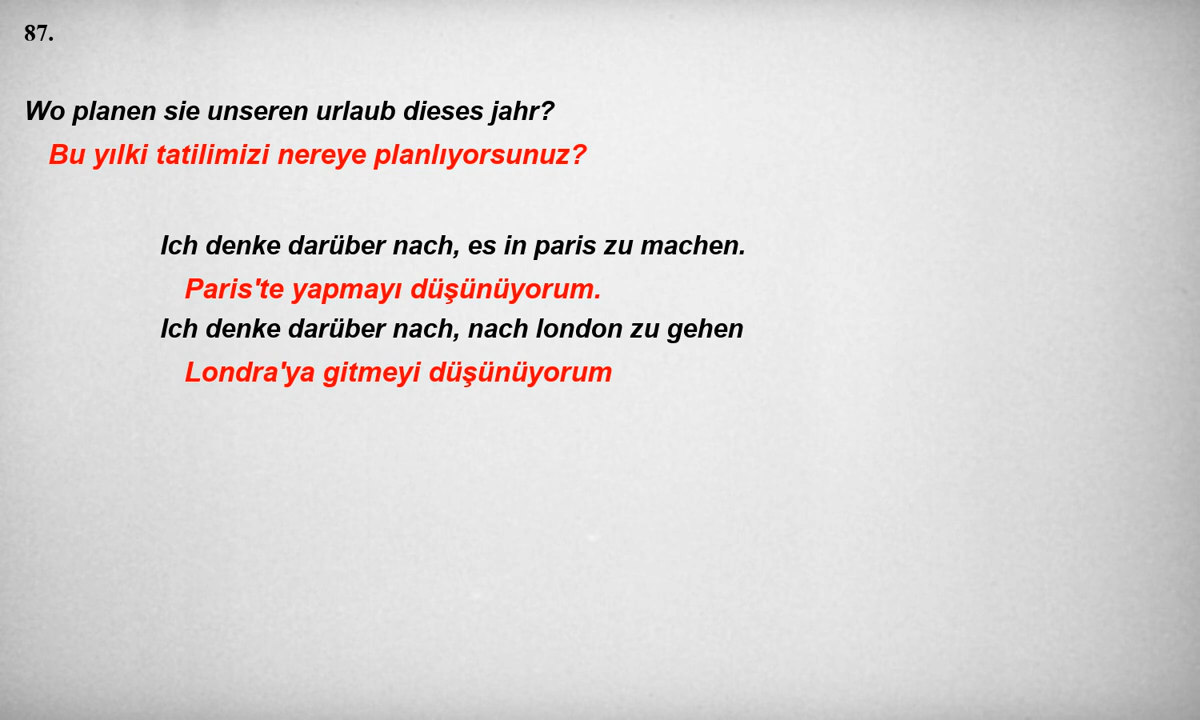 87.
Wo planen sie unseren urlaub dieses jahr?
Bu yılki tatilimizi nereye planlıyorsunuz?
Ich denke darüber nach, es in paris zu machen.
Paris'te yapmayı düşünüyorum.
Ich denke darüber nach, nach london zu gehen
Londra'ya gitmeyi düşünüyorum